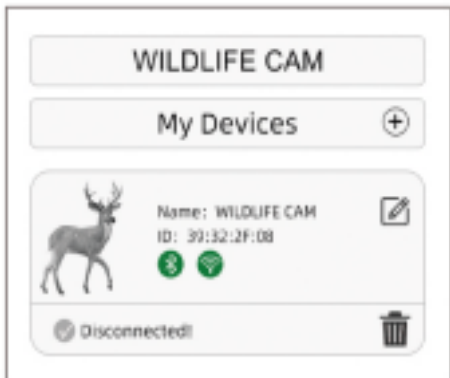 WILDLIFE CAM
My Devices
Name: WILDLIFE CAM
ID: 39:32:2F:08
Disconnected!